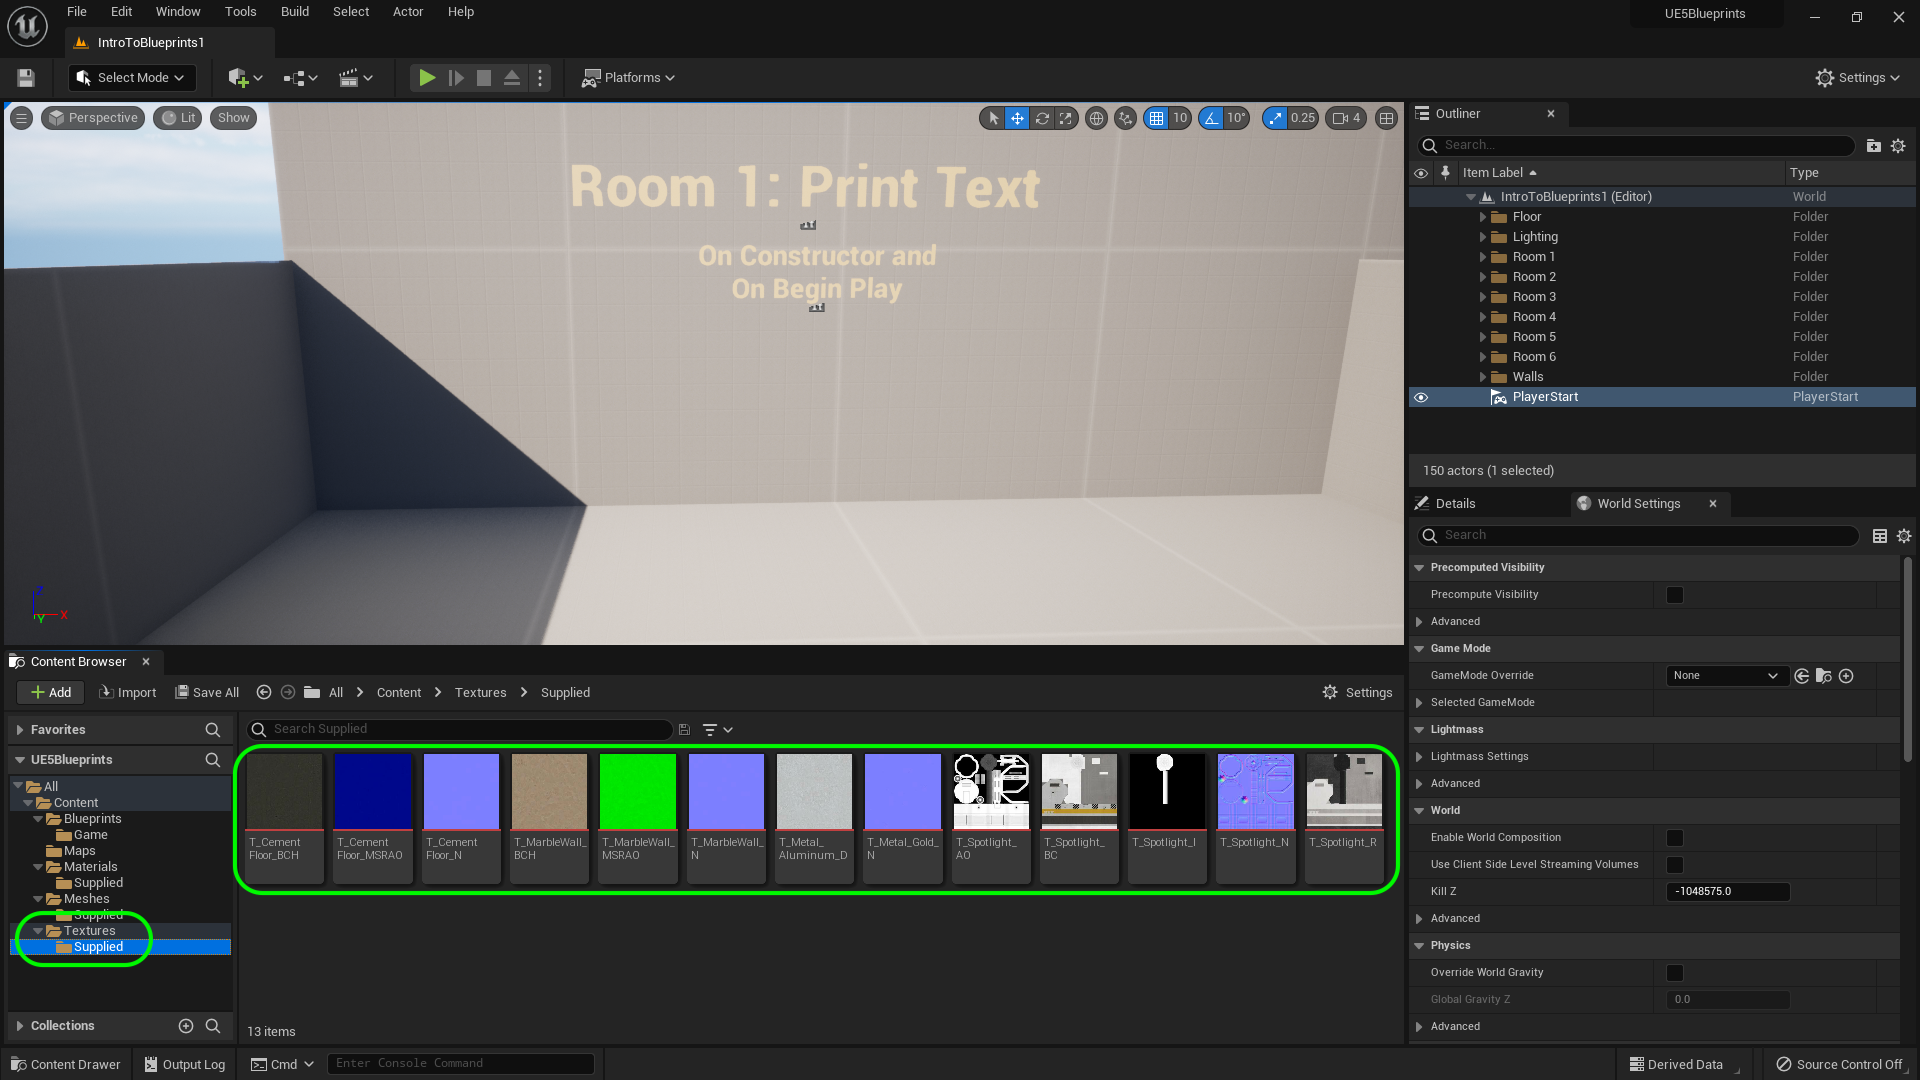 File Edit Window Tools Build Select Actor Help
UE5Blueprints
IntroToBlueprints1
Select Mode
Platforms
Settings
Perspective Lit Show
10 10° 0.25 4
Room 1: Print Text
On Constructor and
On Begin Play
Z
X
Y
Outliner
Search...
Item Label Type
IntroToBlueprints1 (Editor) World
Floor Folder
Lighting Folder
Room 1 Folder
Room 2 Folder
Room 3 Folder
Room 4 Folder
Room 5 Folder
Room 6 Folder
Walls Folder
PlayerStart PlayerStart
150 actors (1 selected)
Details World Settings
Search
Precomputed Visibility
Precompute Visibility
Advanced
Game Mode
GameMode Override None
Selected GameMode
Lightmass
Lightmass Settings
Advanced
World
Enable World Composition
Use Client Side Level Streaming Volumes
Kill Z -1048575.0
Advanced
Physics
Override World Gravity
Global Gravity Z 0.0
Advanced
Content Browser
Add Import Save All All Content Textures Supplied Settings
Favorites
UE5Blueprints
All
Content
Blueprints
Game
Maps
Materials
Supplied
Meshes
Supplied
Textures
Supplied
Collections
Search Supplied
T_Cement
Floor_BCH
T_Cement
Floor_MSRAO
T_Cement
Floor_N
T_MarbleWall_
BCH
T_MarbleWall_
MSRAO
T_MarbleWall_
N
T_Metal_
Aluminum_D
T_Metal_Gold_
N
T_Spotlight_
AO
T_Spotlight_
BC
T_Spotlight_I
T_Spotlight_N
T_Spotlight_R
13 items
Content Drawer Output Log Cmd Enter Console Command Derived Data Source Control Off